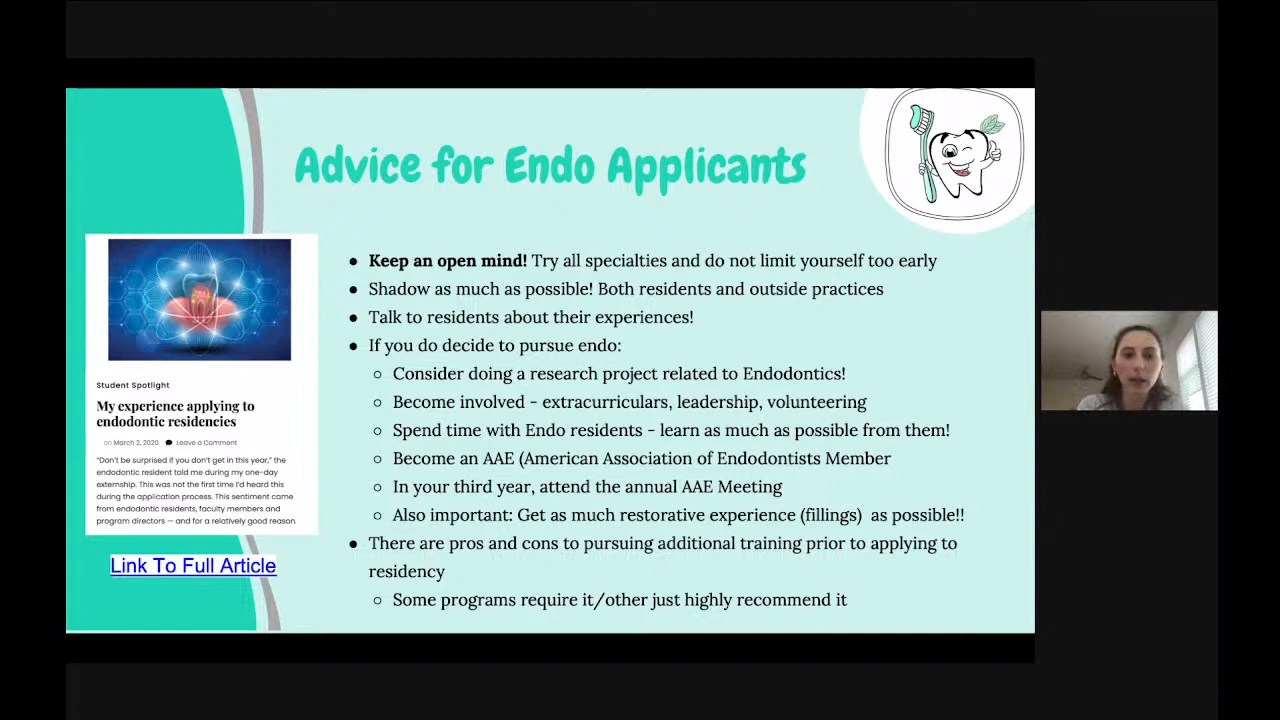 Advice for Endo Applicants
Student Spotlight
My experience applying to
endodontic residencies
on March 2, 2020 Leave a Comment
"Don't be surprised if you don't get in this year," the
endodontic resident told me during my one-day
externship. This was not the first time I'd heard this
during the application process. This sentiment came
from endodontic residents, faculty members and
program directors — and for a relatively good reason.
Link To Full Article
● Keep an open mind! Try all specialties and do not limit yourself too early
● Shadow as much as possible! Both residents and outside practices
● Talk to residents about their experiences!
● If you do decide to pursue endo:
○ Consider doing a research project related to Endodontics!
○ Become involved - extracurriculars, leadership, volunteering
○ Spend time with Endo residents - learn as much as possible from them!
○ Become an AAE (American Association of Endodontists Member
○ In your third year, attend the annual AAE Meeting
○ Also important: Get as much restorative experience (fillings) as possible!!
● There are pros and cons to pursuing additional training prior to applying to
residency
○ Some programs require it/other just highly recommend it